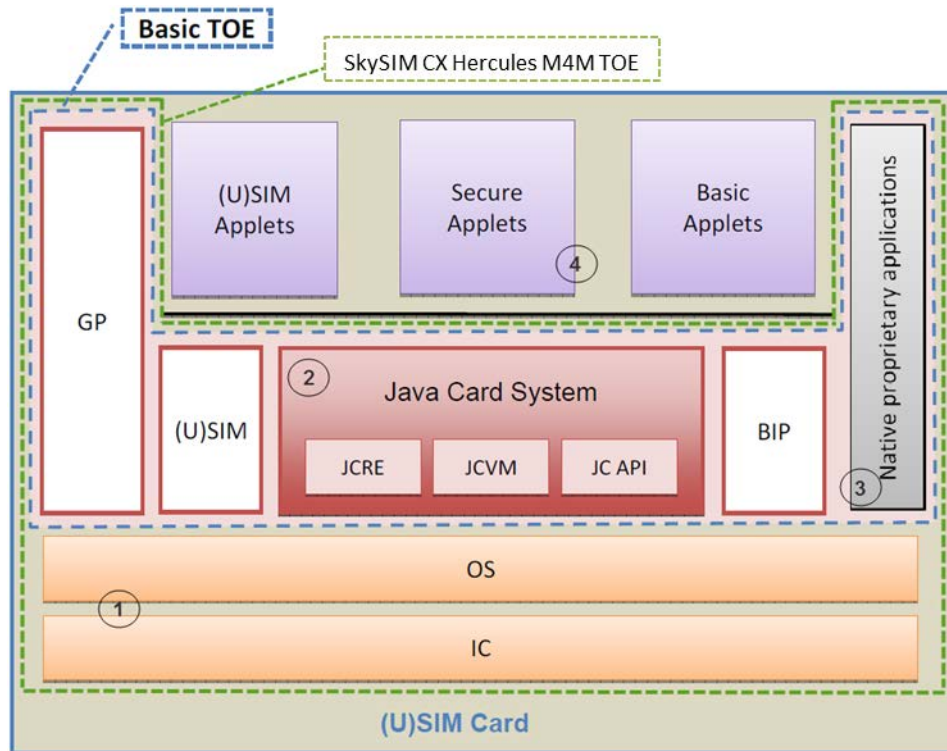 Basic TOE
SkySIM CX Hercules M4M TOE
GP
(U)SIM
Applets
Secure
Applets
4
Basic
Applets
Native proprietary applications
3
(U)SIM
2
Java Card System
JCRE
JCVM
JC API
BIP
OS
1
IC
(U)SIM Card